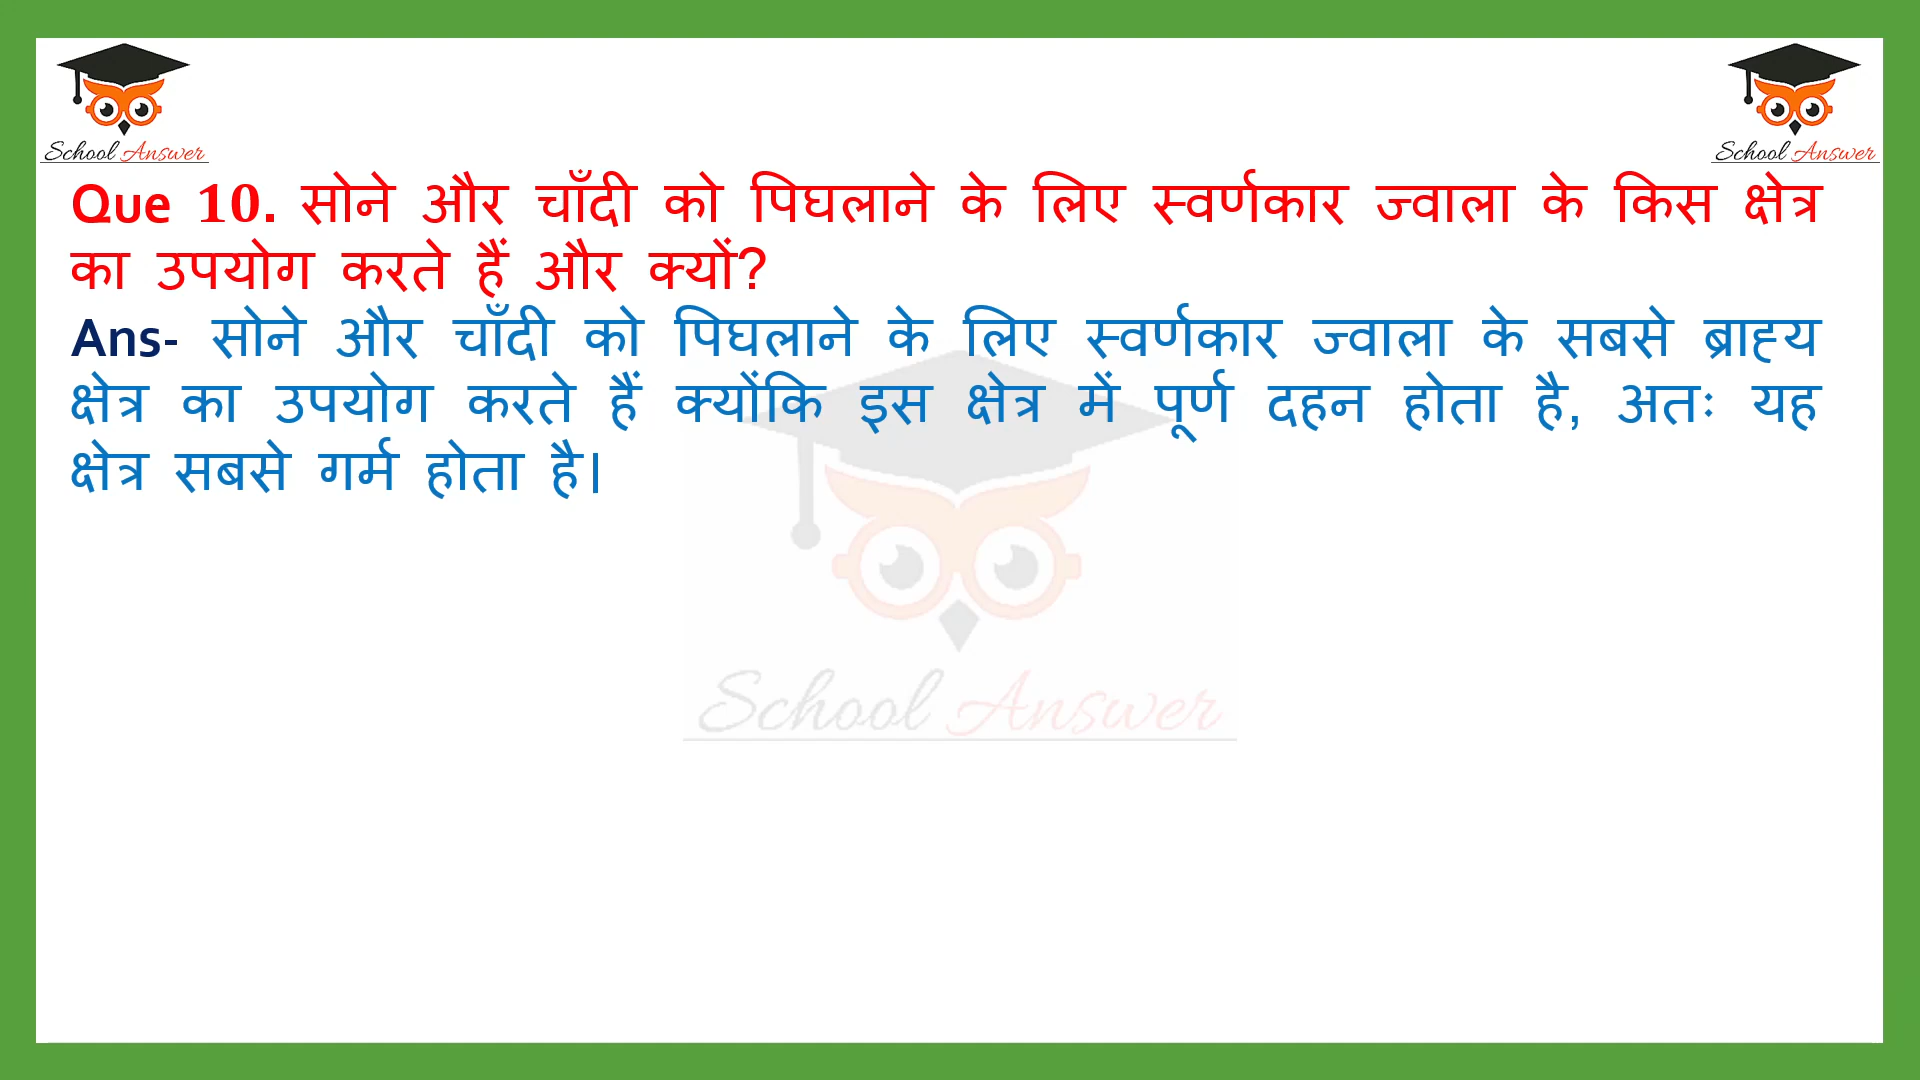 School Answer
School Answer
Que 10. सोने और चाँदी को पिघलाने के लिए स्वर्णकार ज्वाला के किस क्षेत्र
का उपयोग करते हैं और क्यों?
Ans- सोने और चाँदी को पिघलाने के लिए स्वर्णकार ज्वाला के सबसे ब्राह्य
क्षेत्र का उपयोग करते हैं क्योंकि इस क्षेत्र में पूर्ण दहन होता है, अतः यह
क्षेत्र सबसे गर्म होता है।
School Answer